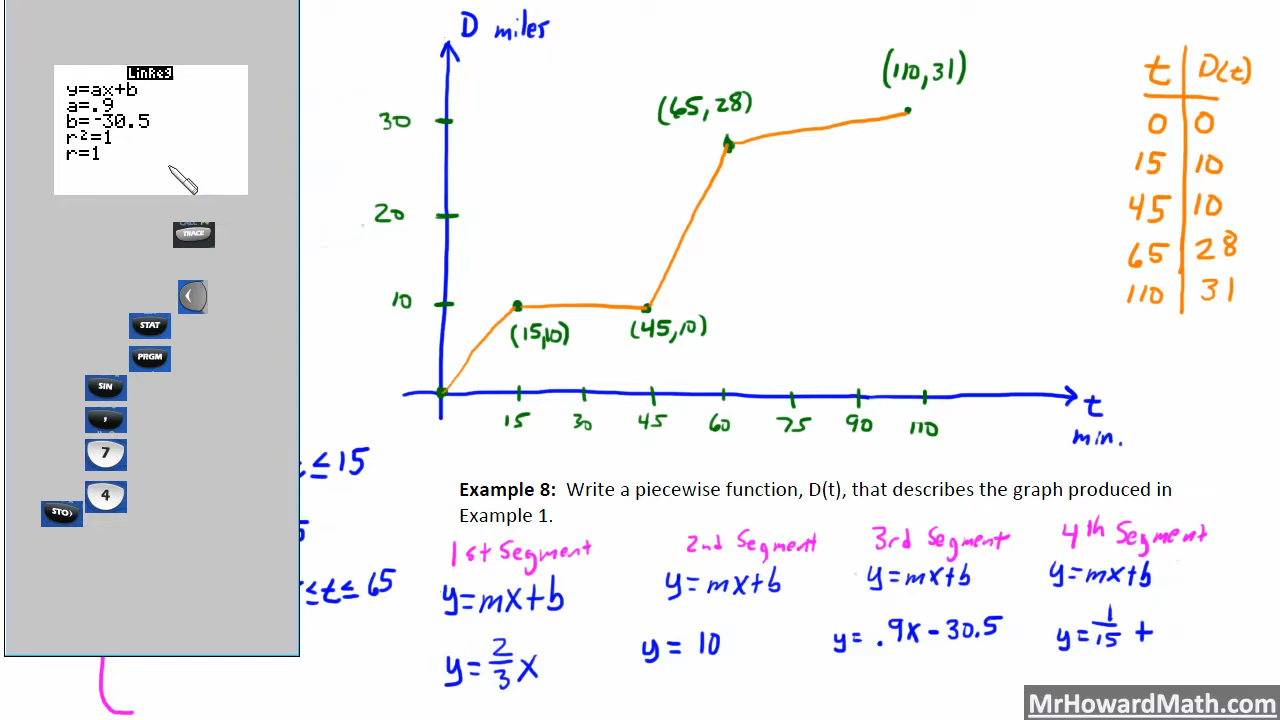 LinReg
y=ax+b
a=.9
b=-30.5
r²=1
r=1
TRACE
STAT
PRGM
SIN
,
7
4
STO›
D miles
30
20
10
(15,10)
(45,10)
(65,28)
(110,31)
15 30 45 60 75 90 110
t
min.
t D(t)
0 0
15 10
45 10
65 28
110 31
≤ 15
≤ t ≤ 65
Example 8: Write a piecewise function, D(t), that describes the graph produced in
Example 1.
1st Segment
y = mx + b
y = 2/3 x
2nd Segment
y = mx + b
y = 10
3rd Segment
y = mx + b
y = .9x - 30.5
4th Segment
y = mx + b
y = 1/15 +
MrHowardMath.com